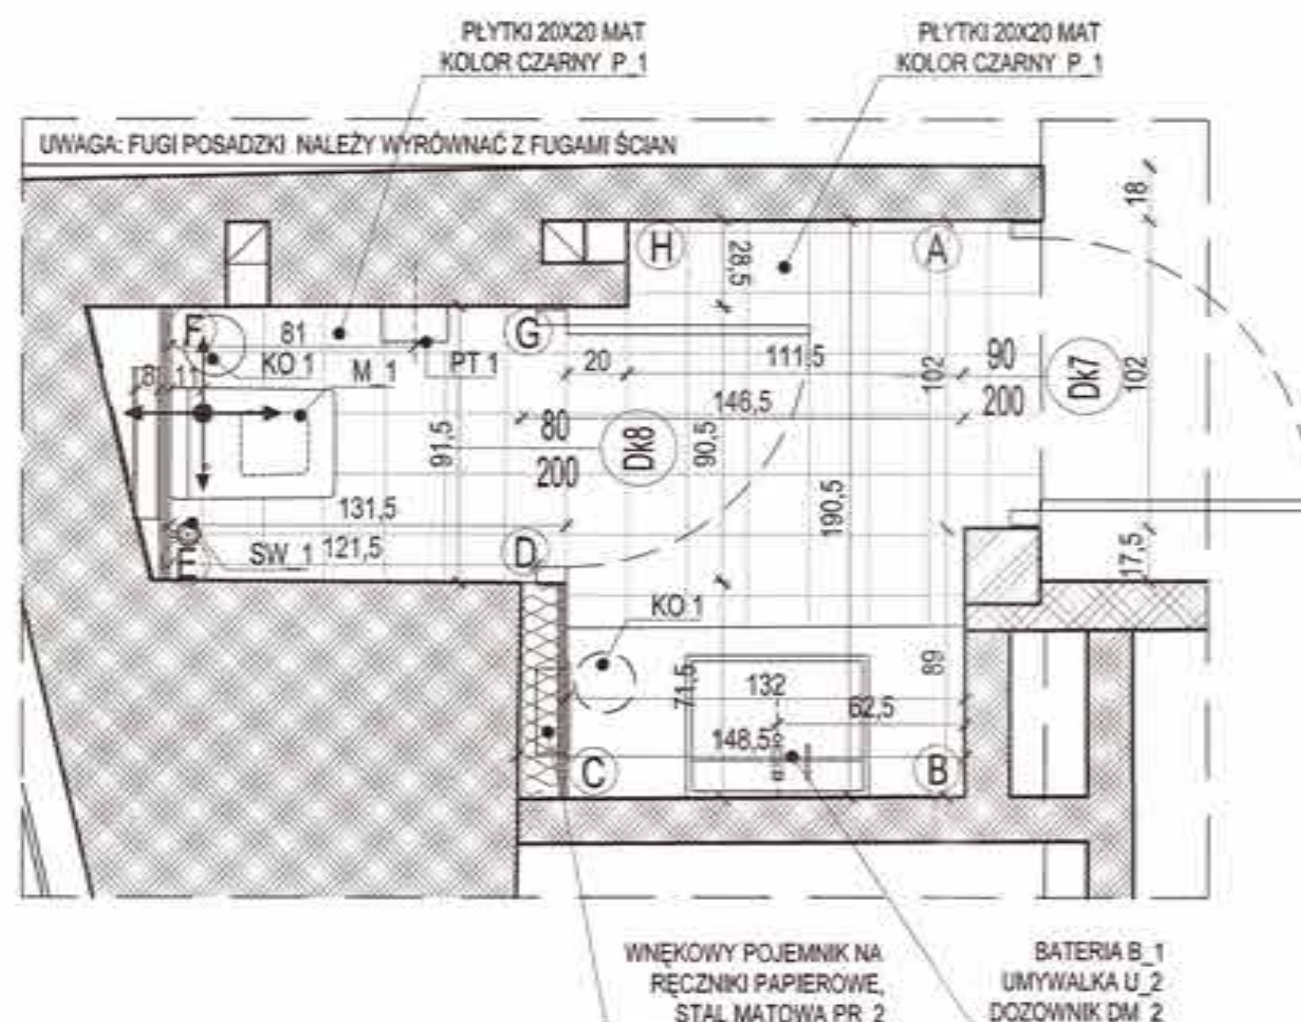 PŁYTKI 20X20 MAT
KOLOR CZARNY P_1
PŁYTKI 20X20 MAT
KOLOR CZARNY P_1
UWAGA: FUGI POSADZKI NALEŻY WYRÓWNAĆ Z FUGAMI ŚCIAN
18
H
28,5
A
F
81
G
KO 1
M_1
PT 1
20
111,5
90
200
102
Dk7
102
8
11
146,5
80
200
Dk8
91,5
90,5
190,5
131,5
121,5
SW_1
E
D
17,5
KO 1
71,5
132
89
62,5
148,5
C
B
WNĘKOWY POJEMNIK NA
RĘCZNIKI PAPIEROWE,
STAL MATOWA PR_2
BATERIA B_1
UMYWALKA U_2
DOZOWNIK DM_2